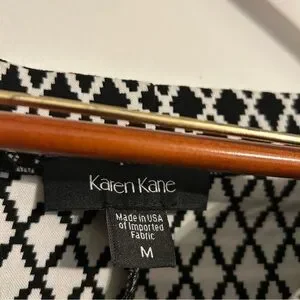 Karen Kane
Made in USA
of Imported
Fabric
M